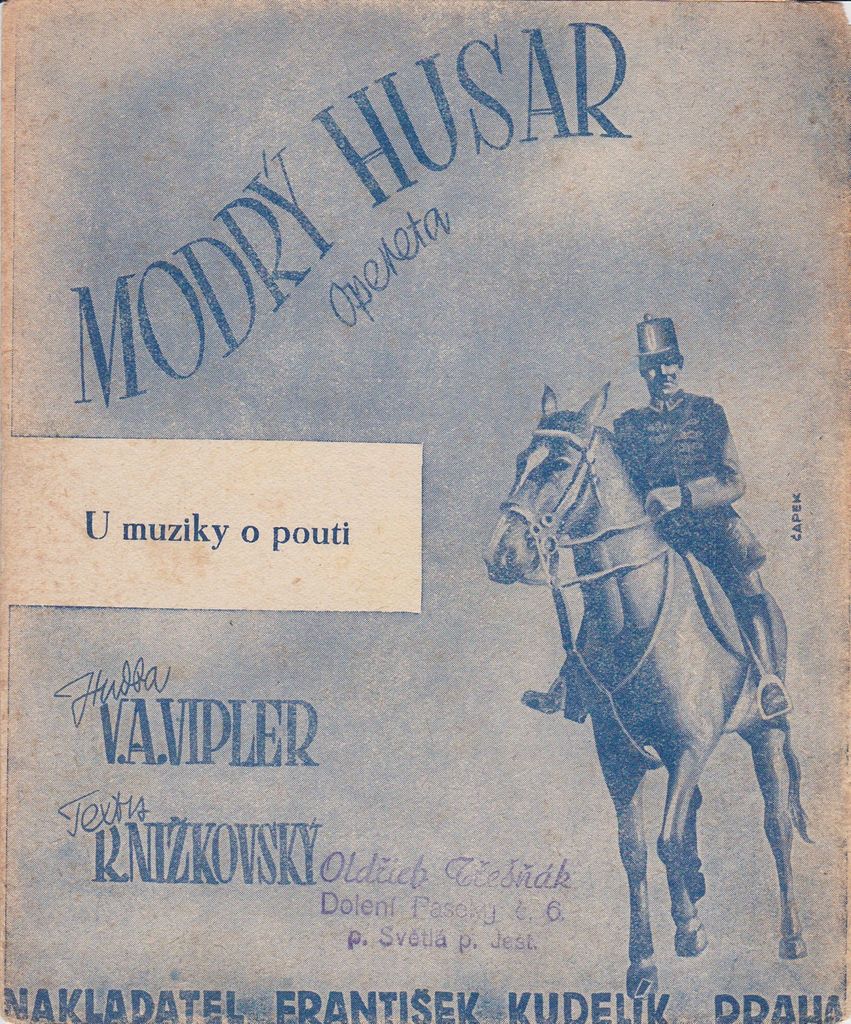 MODRÝ HUSAR
opereta
ČAPEK
U muziky o pouti
Hudba
V.A.VIPLER
Text
R.NIŽKOVSKÝ
Oldřich Třešňák
Dolení Paseky č. 6.
p. Světlá p. Ješt.
NAKLADATEL FRANTIŠEK KUDELÍK PRAHA